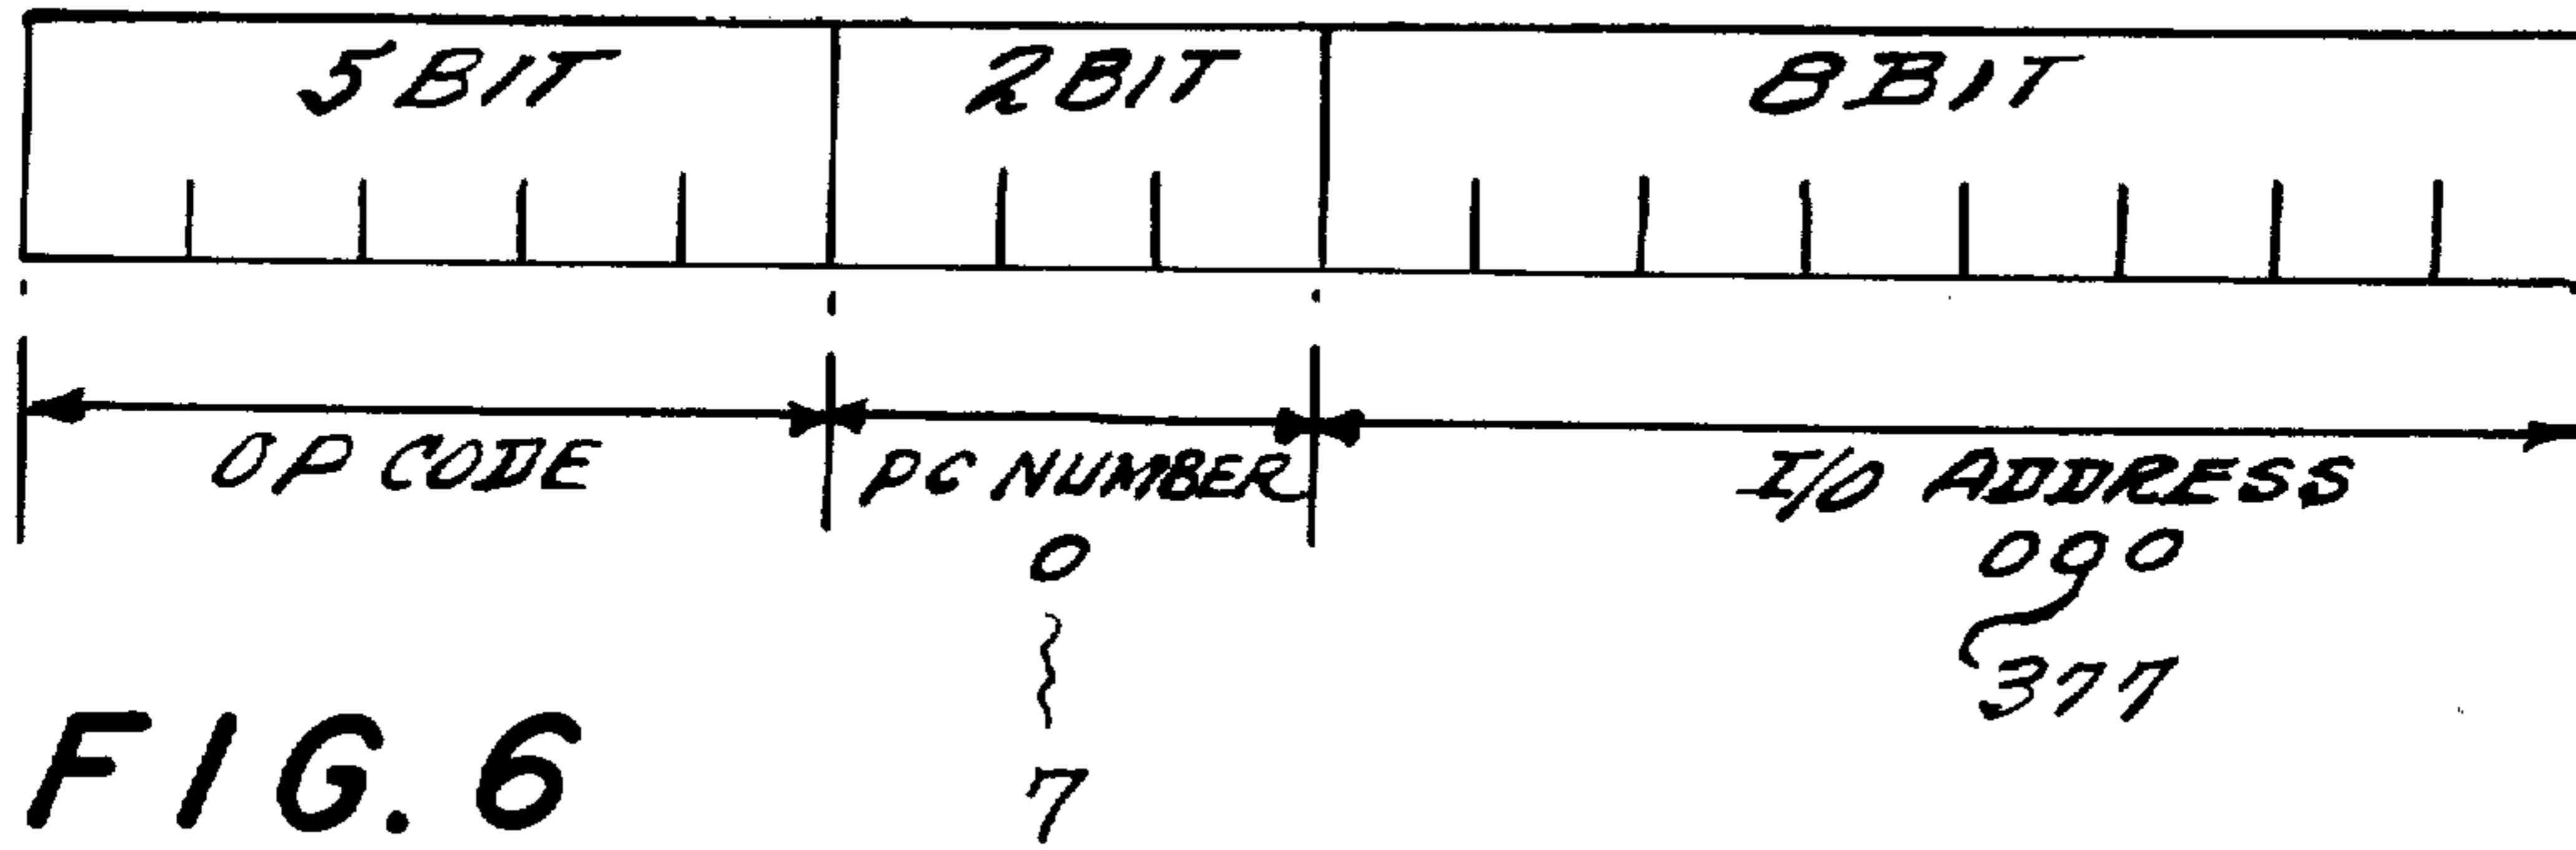 5 BIT 2 BIT 8 BIT
OP CODE PC NUMBER I/O ADDRESS
0 000
7 377
FIG. 6